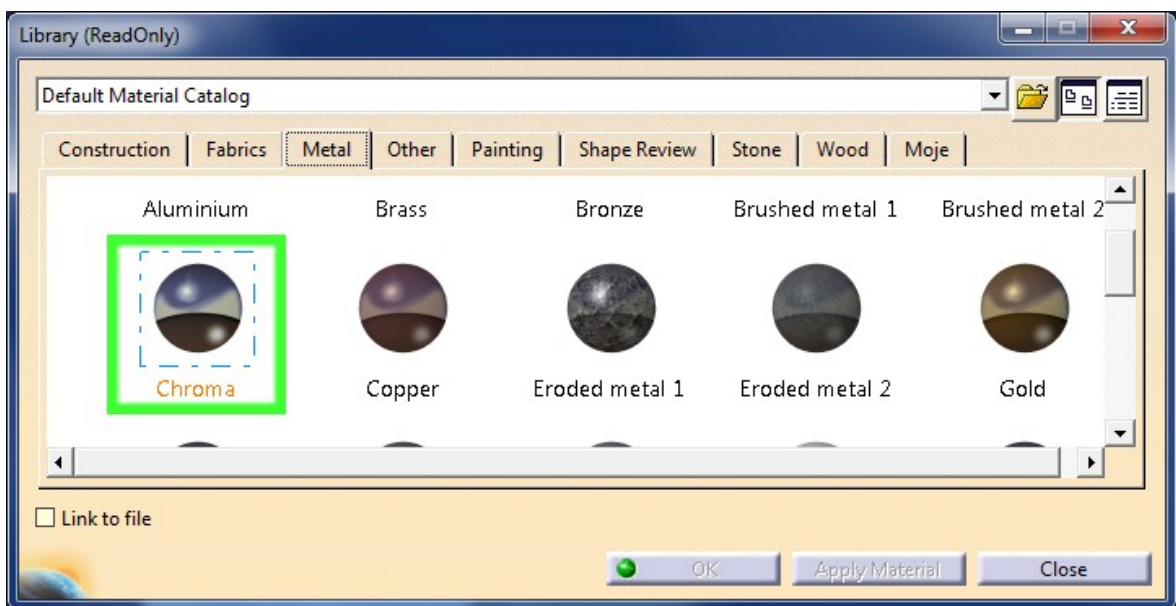 Library (ReadOnly)
Default Material Catalog
Construction Fabrics Metal Other Painting Shape Review Stone Wood Moje
Aluminium Brass Bronze Brushed metal 1 Brushed metal 2
Chroma Copper Eroded metal 1 Eroded metal 2 Gold
Link to file
OK Apply Material Close